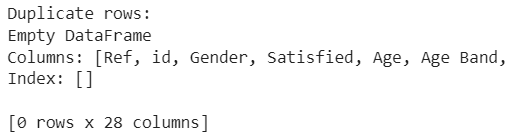 Duplicate rows:
Empty DataFrame
Columns: [Ref, id, Gender, Satisfied, Age, Age Band,
Index: []
[0 rows x 28 columns]